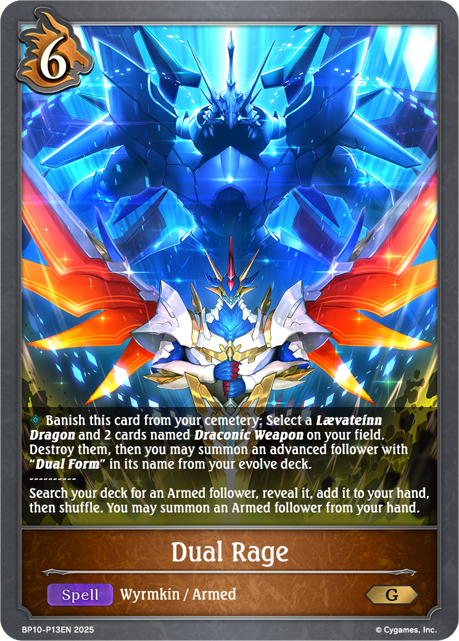 6
Banish this card from your cemetery: Select a Lævateinn
Dragon and 2 cards named Draconic Weapon on your field.
Destroy them, then you may summon an advanced follower with
“Dual Form” in its name from your evolve deck.
----------
Search your deck for an Armed follower, reveal it, add it to your hand,
then shuffle. You may summon an Armed follower from your hand.
Dual Rage
Spell Wyrmkin / Armed G
BP10-P13EN 2025 © Cygames, Inc.